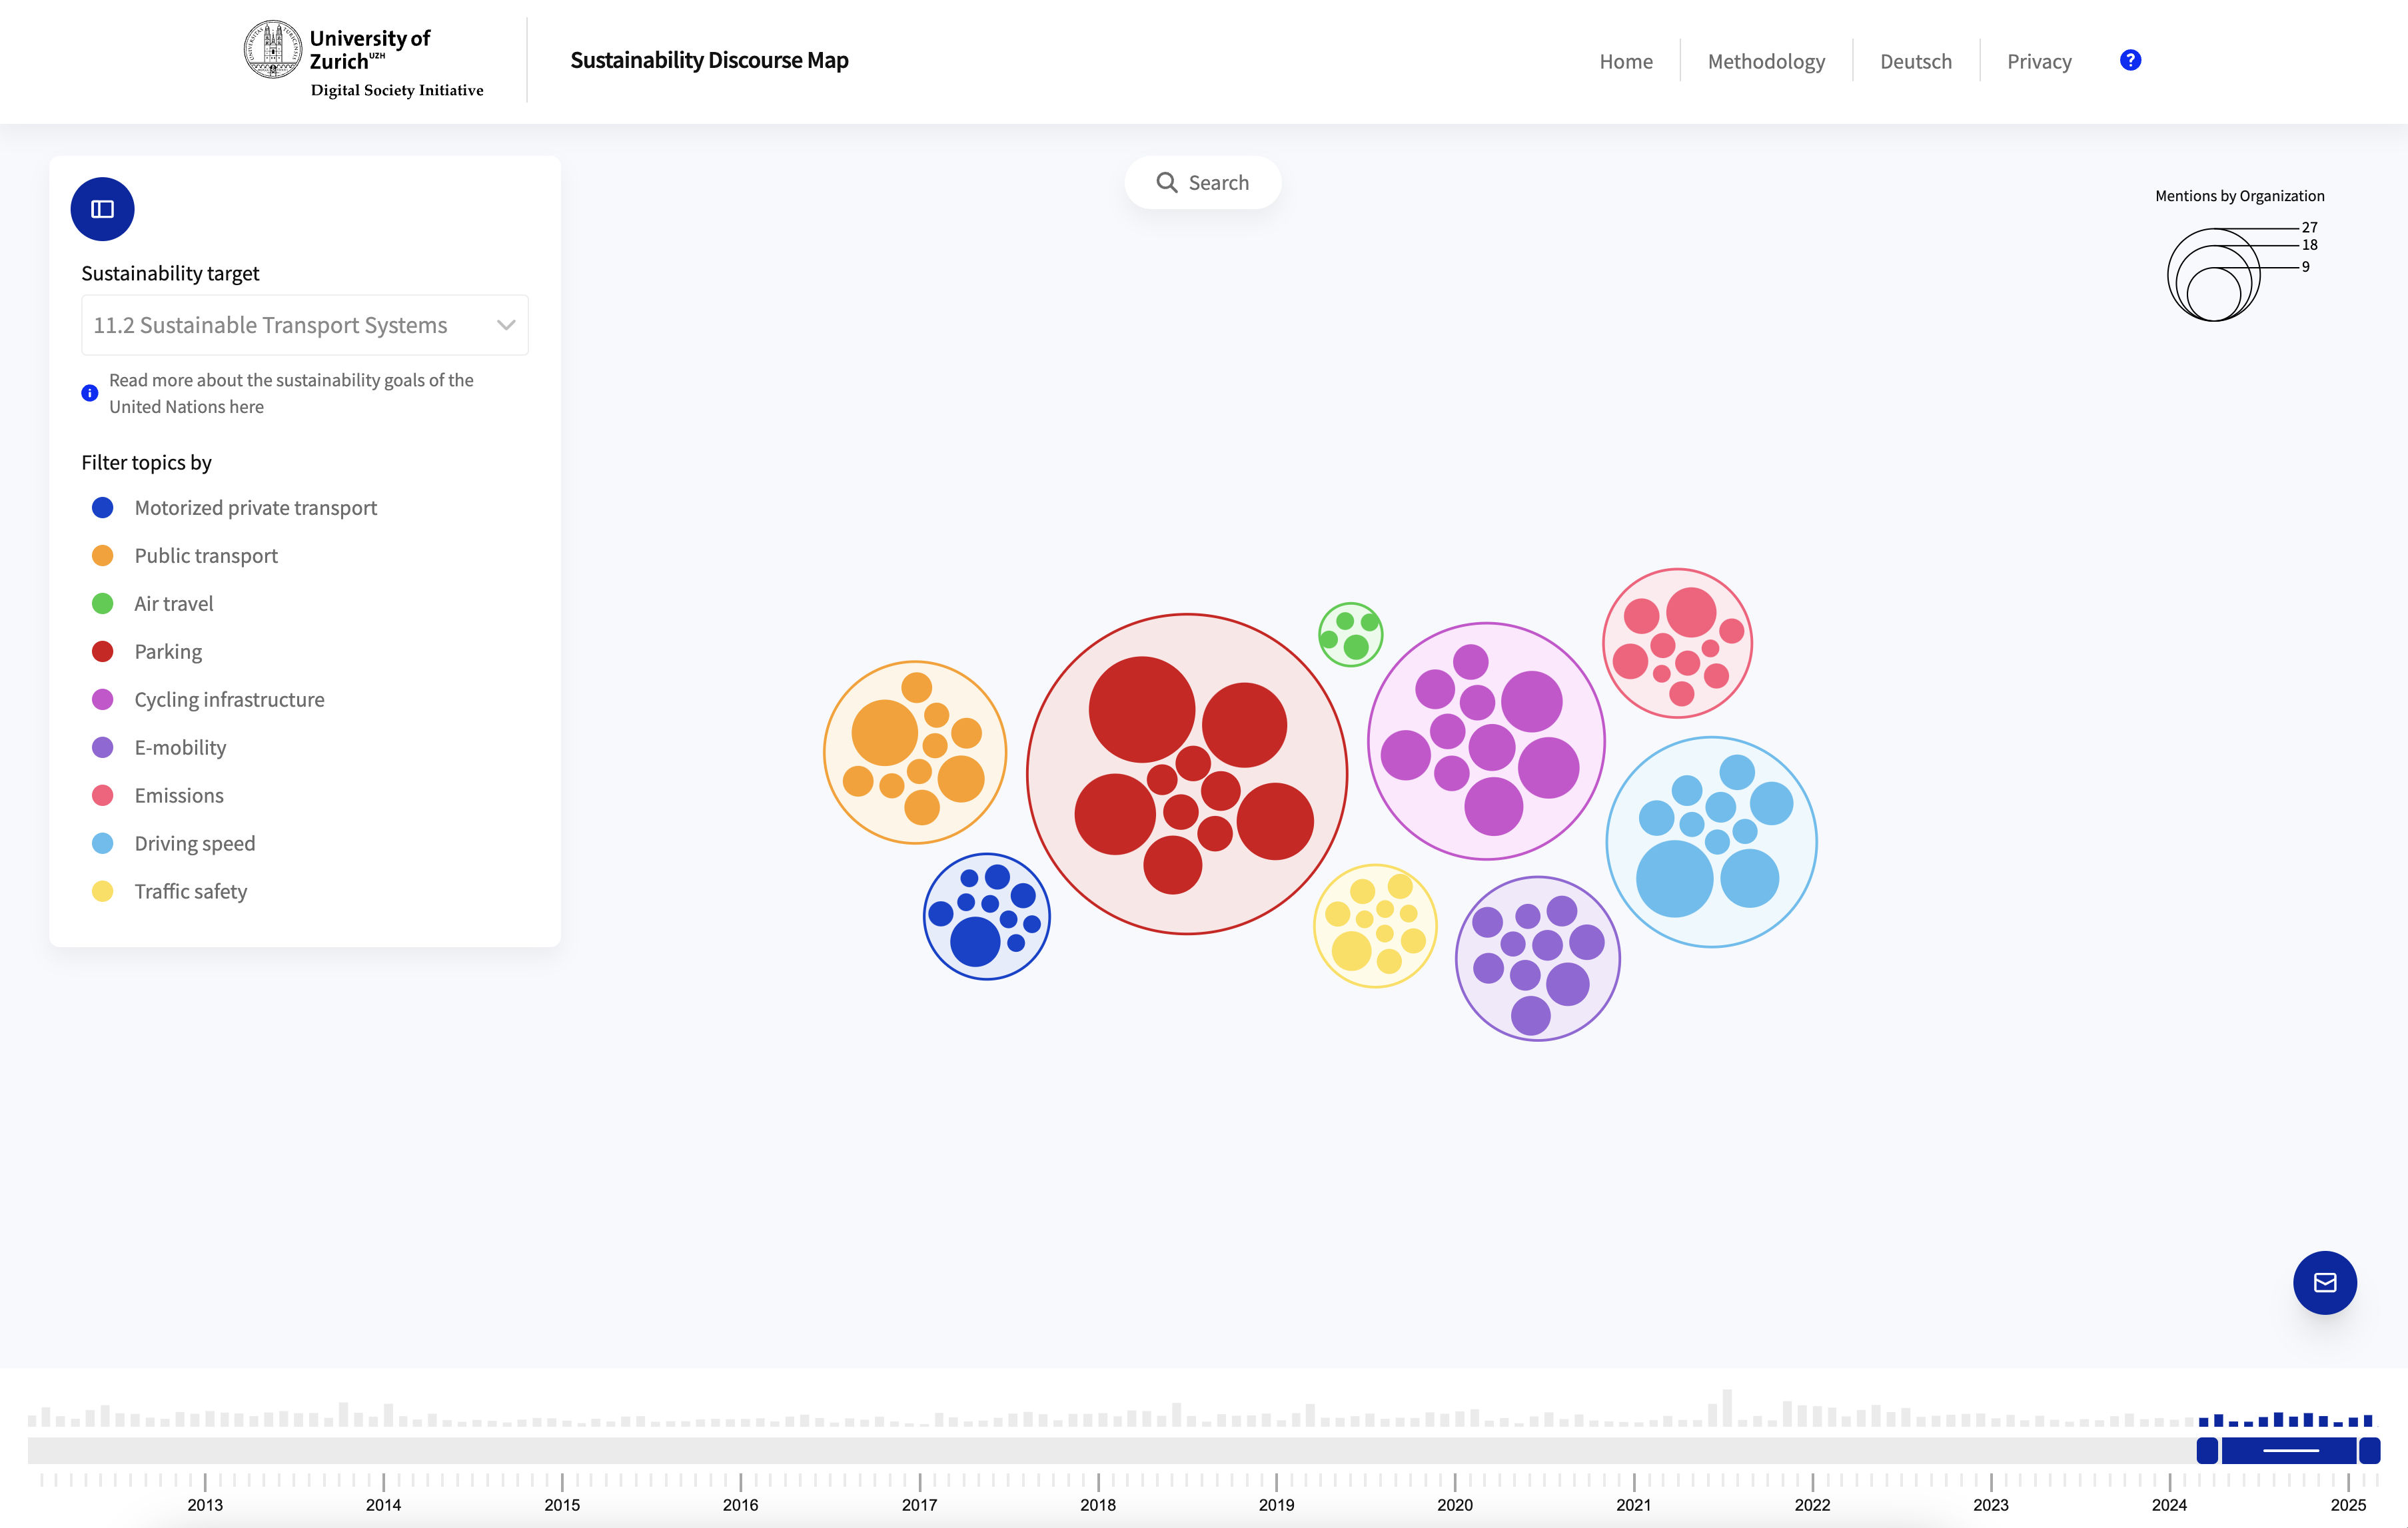 University of
Zurich UZH
Digital Society Initiative
Sustainability Discourse Map
Home
Methodology
Deutsch
Privacy
?
Search
Mentions by Organization
27
18
9
Sustainability target
11.2 Sustainable Transport Systems
Read more about the sustainability goals of the
United Nations here
Filter topics by
Motorized private transport
Public transport
Air travel
Parking
Cycling infrastructure
E-mobility
Emissions
Driving speed
Traffic safety
2013
2014
2015
2016
2017
2018
2019
2020
2021
2022
2023
2024
2025